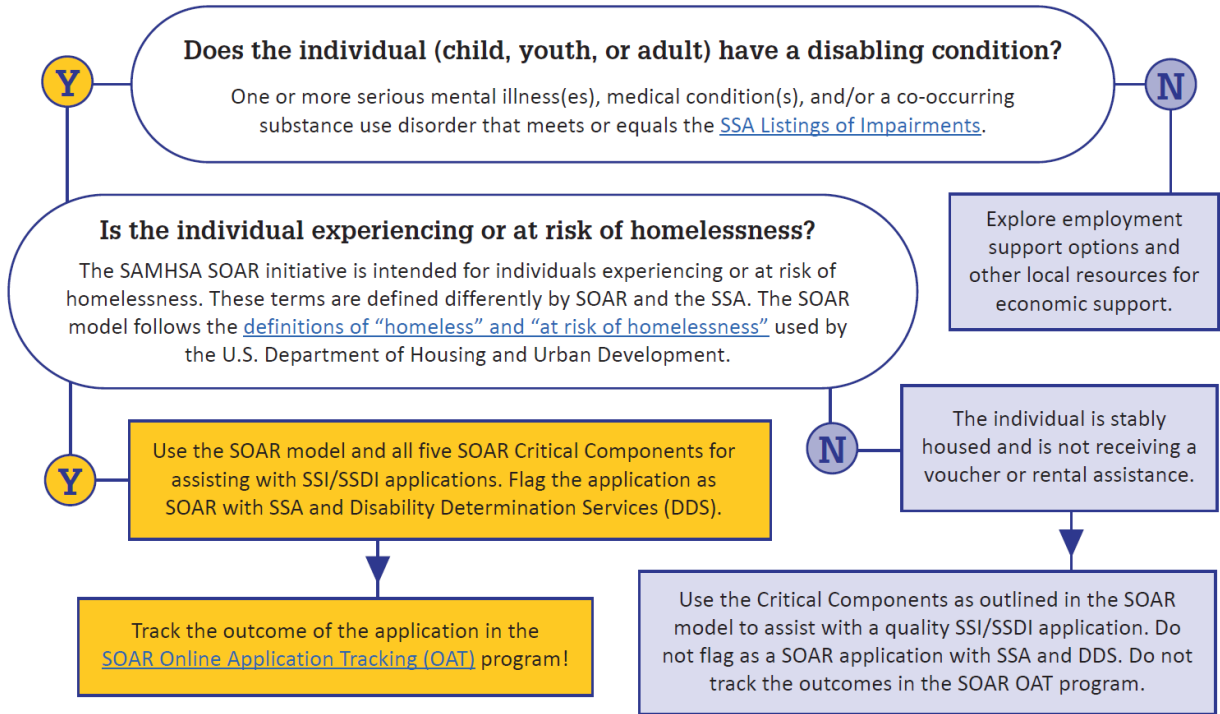 Does the individual (child, youth, or adult) have a disabling condition?
Y
N
One or more serious mental illness(es), medical condition(s), and/or a co-occurring
substance use disorder that meets or equals the SSA Listings of Impairments.
Explore employment
support options and
other local resources for
economic support.
Is the individual experiencing or at risk of homelessness?
The SAMHSA SOAR initiative is intended for individuals experiencing or at risk of
homelessness. These terms are defined differently by SOAR and the SSA. The SOAR
model follows the definitions of “homeless” and “at risk of homelessness” used by
the U.S. Department of Housing and Urban Development.
Y
Use the SOAR model and all five SOAR Critical Components for
assisting with SSI/SSDI applications. Flag the application as
SOAR with SSA and Disability Determination Services (DDS).
N
The individual is stably
housed and is not receiving a
voucher or rental assistance.
Track the outcome of the application in the
SOAR Online Application Tracking (OAT) program!
Use the Critical Components as outlined in the SOAR
model to assist with a quality SSI/SSDI application. Do
not flag as a SOAR application with SSA and DDS. Do not
track the outcomes in the SOAR OAT program.